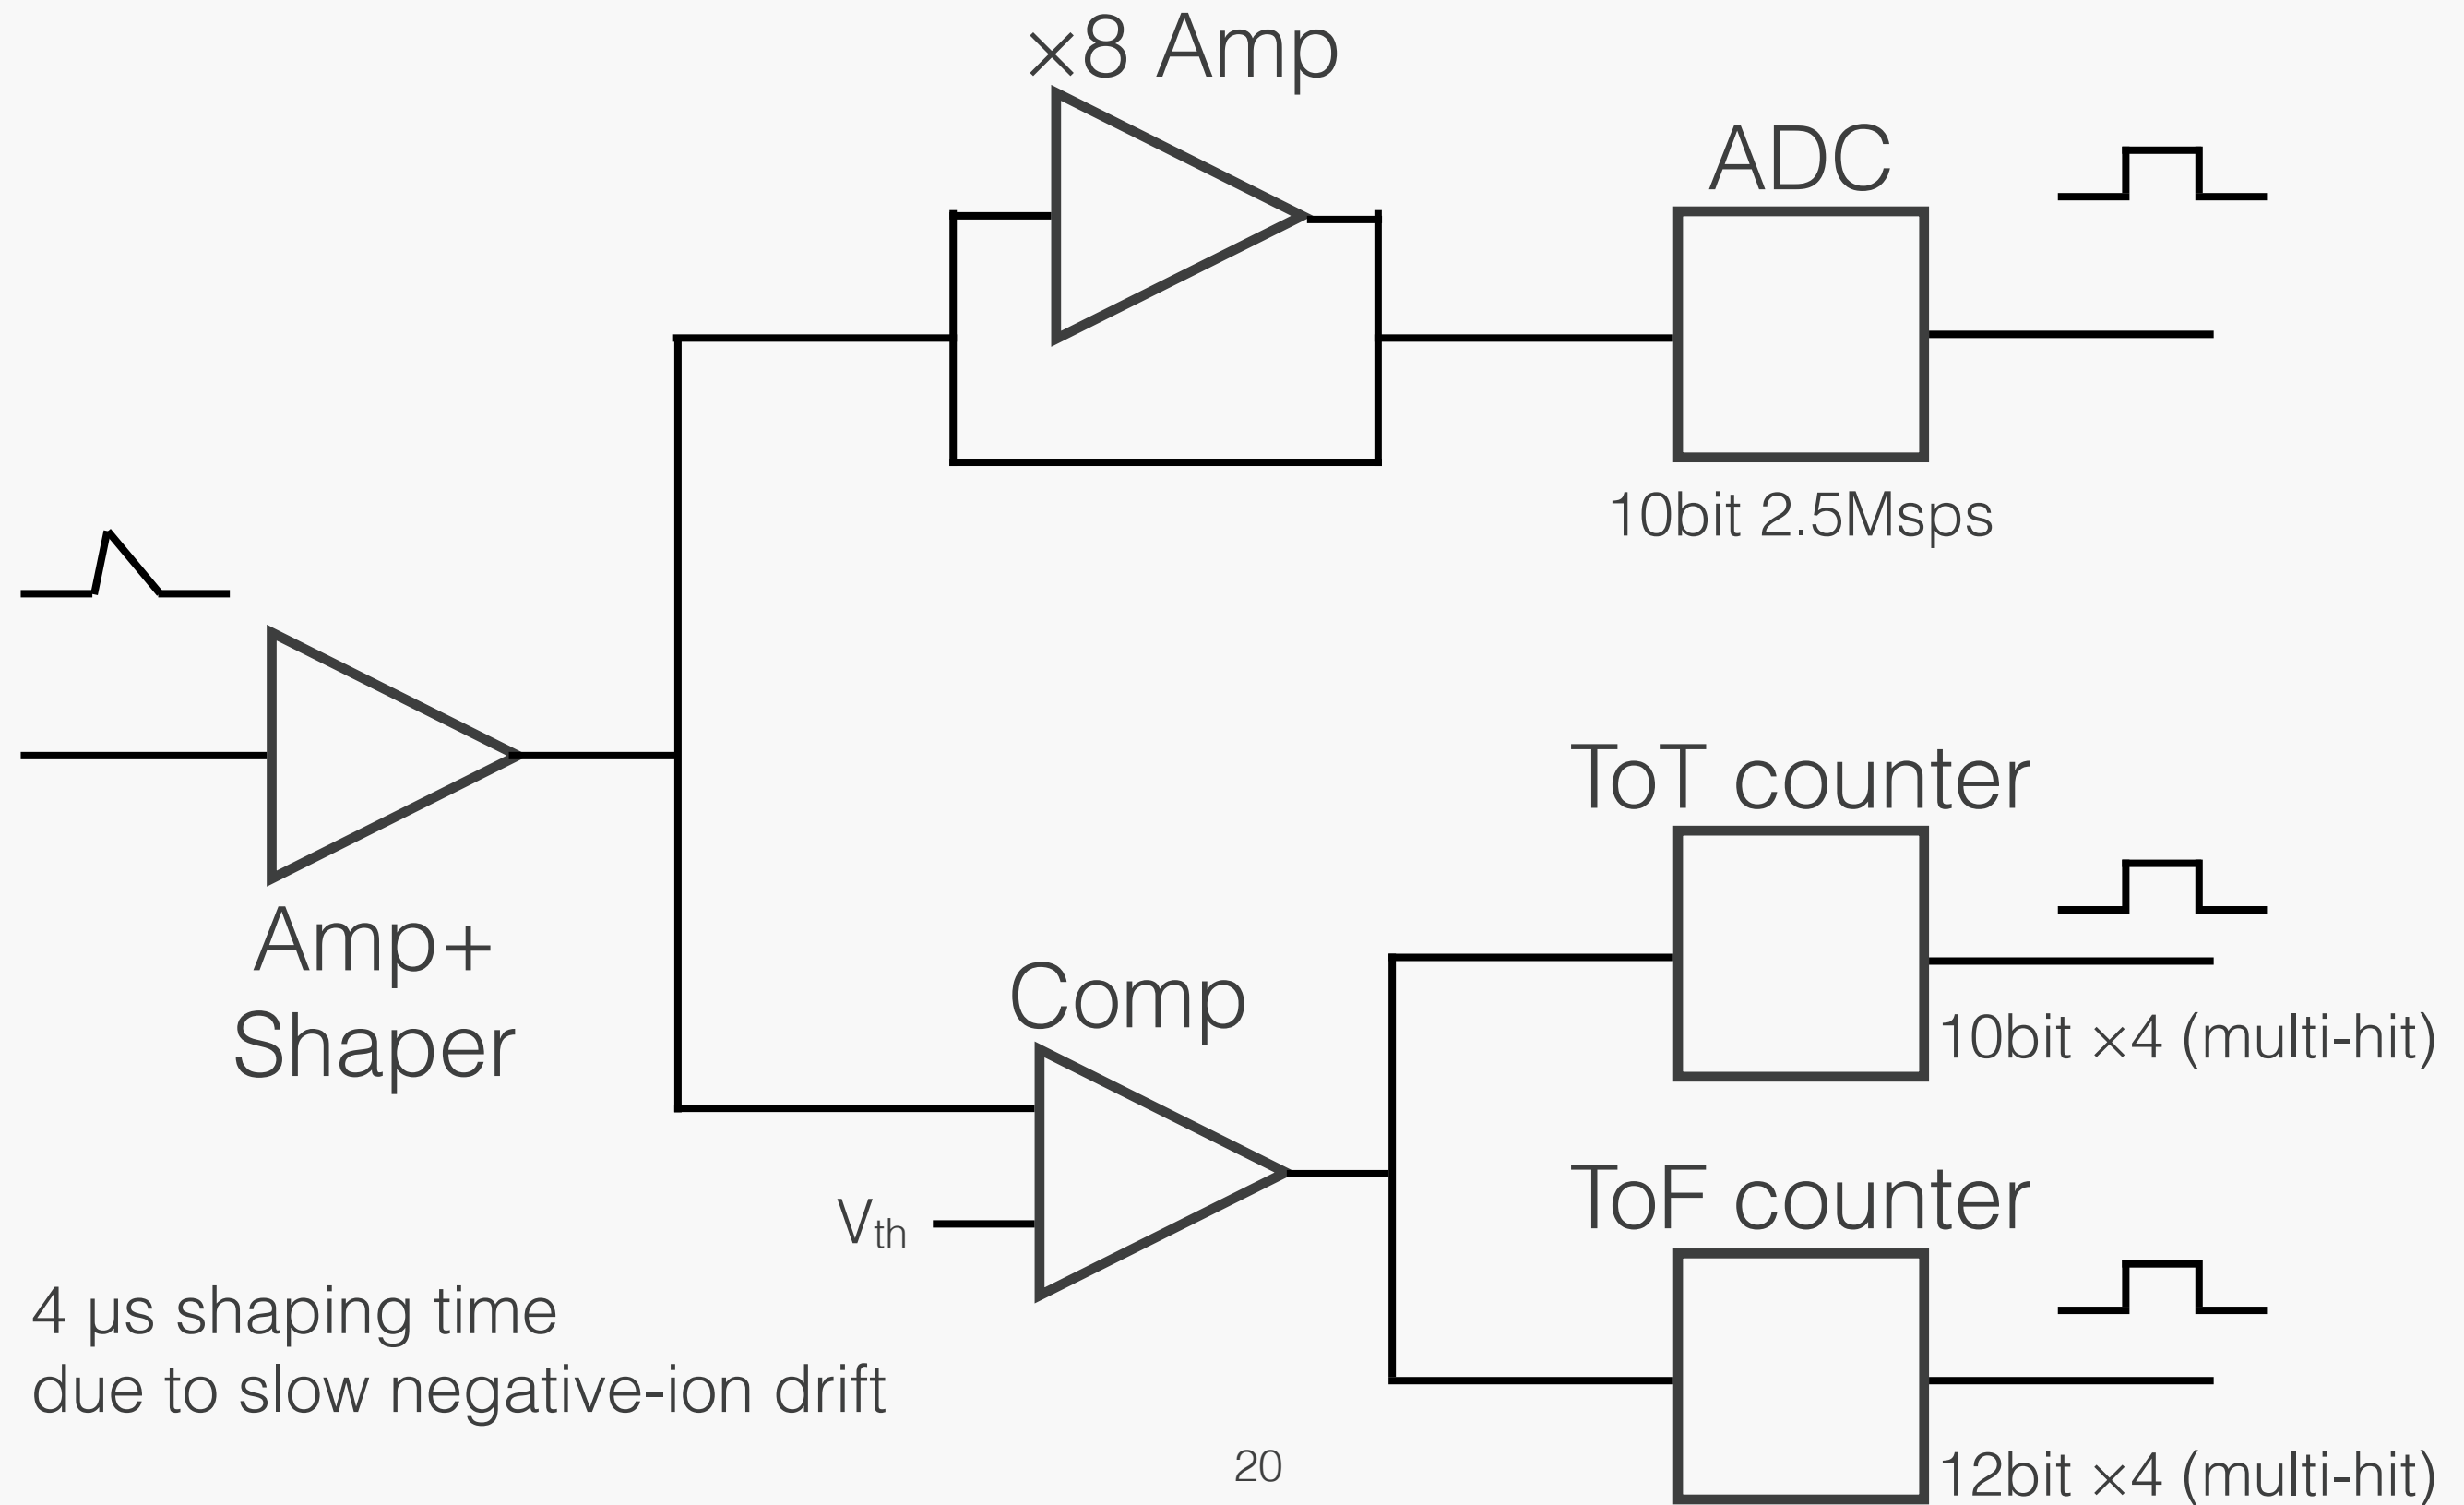 ×8 Amp
ADC
10bit 2.5Msps
Amp+
Shaper
ToT counter
10bit ×4 (multi-hit)
Comp
Vth
ToF counter
12bit ×4 (multi-hit)
4 µs shaping time
due to slow negative-ion drift
20